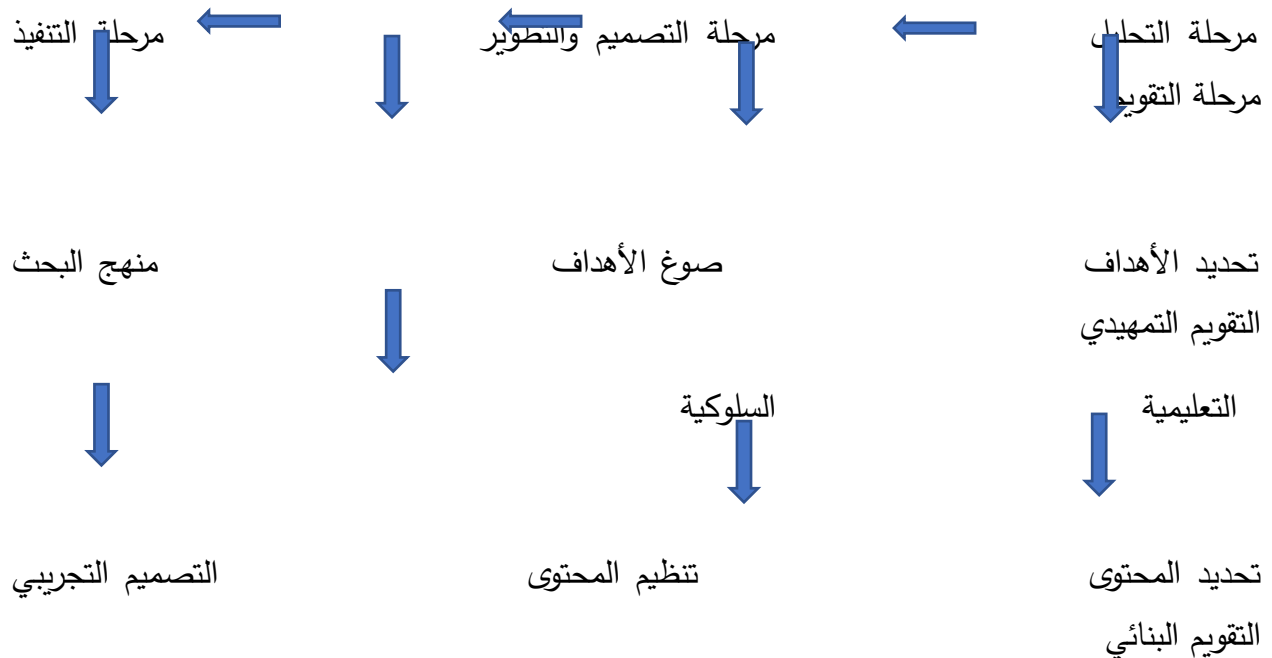 مرحلة التحليل مرحلة التصميم والتطوير مرحلة التنفيذ
مرحلة التقويم
تحديد الأهداف صوغ الأهداف منهج البحث
التقويم التمهيدي
التعليمية السلوكية
تحديد المحتوى تنظيم المحتوى التصميم التجريبي
التقويم البنائي